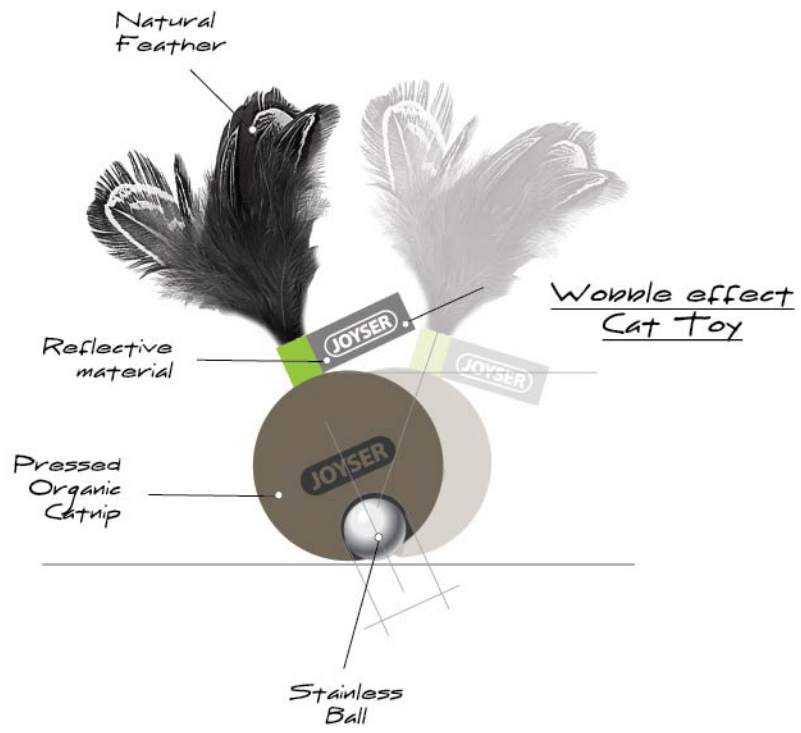 Natural
Feather
Wobble effect
Cat Toy
JOYSER
JOYSER
Reflective
material
JOYSER
Pressed
Organic
Catnip
Stainless
Ball